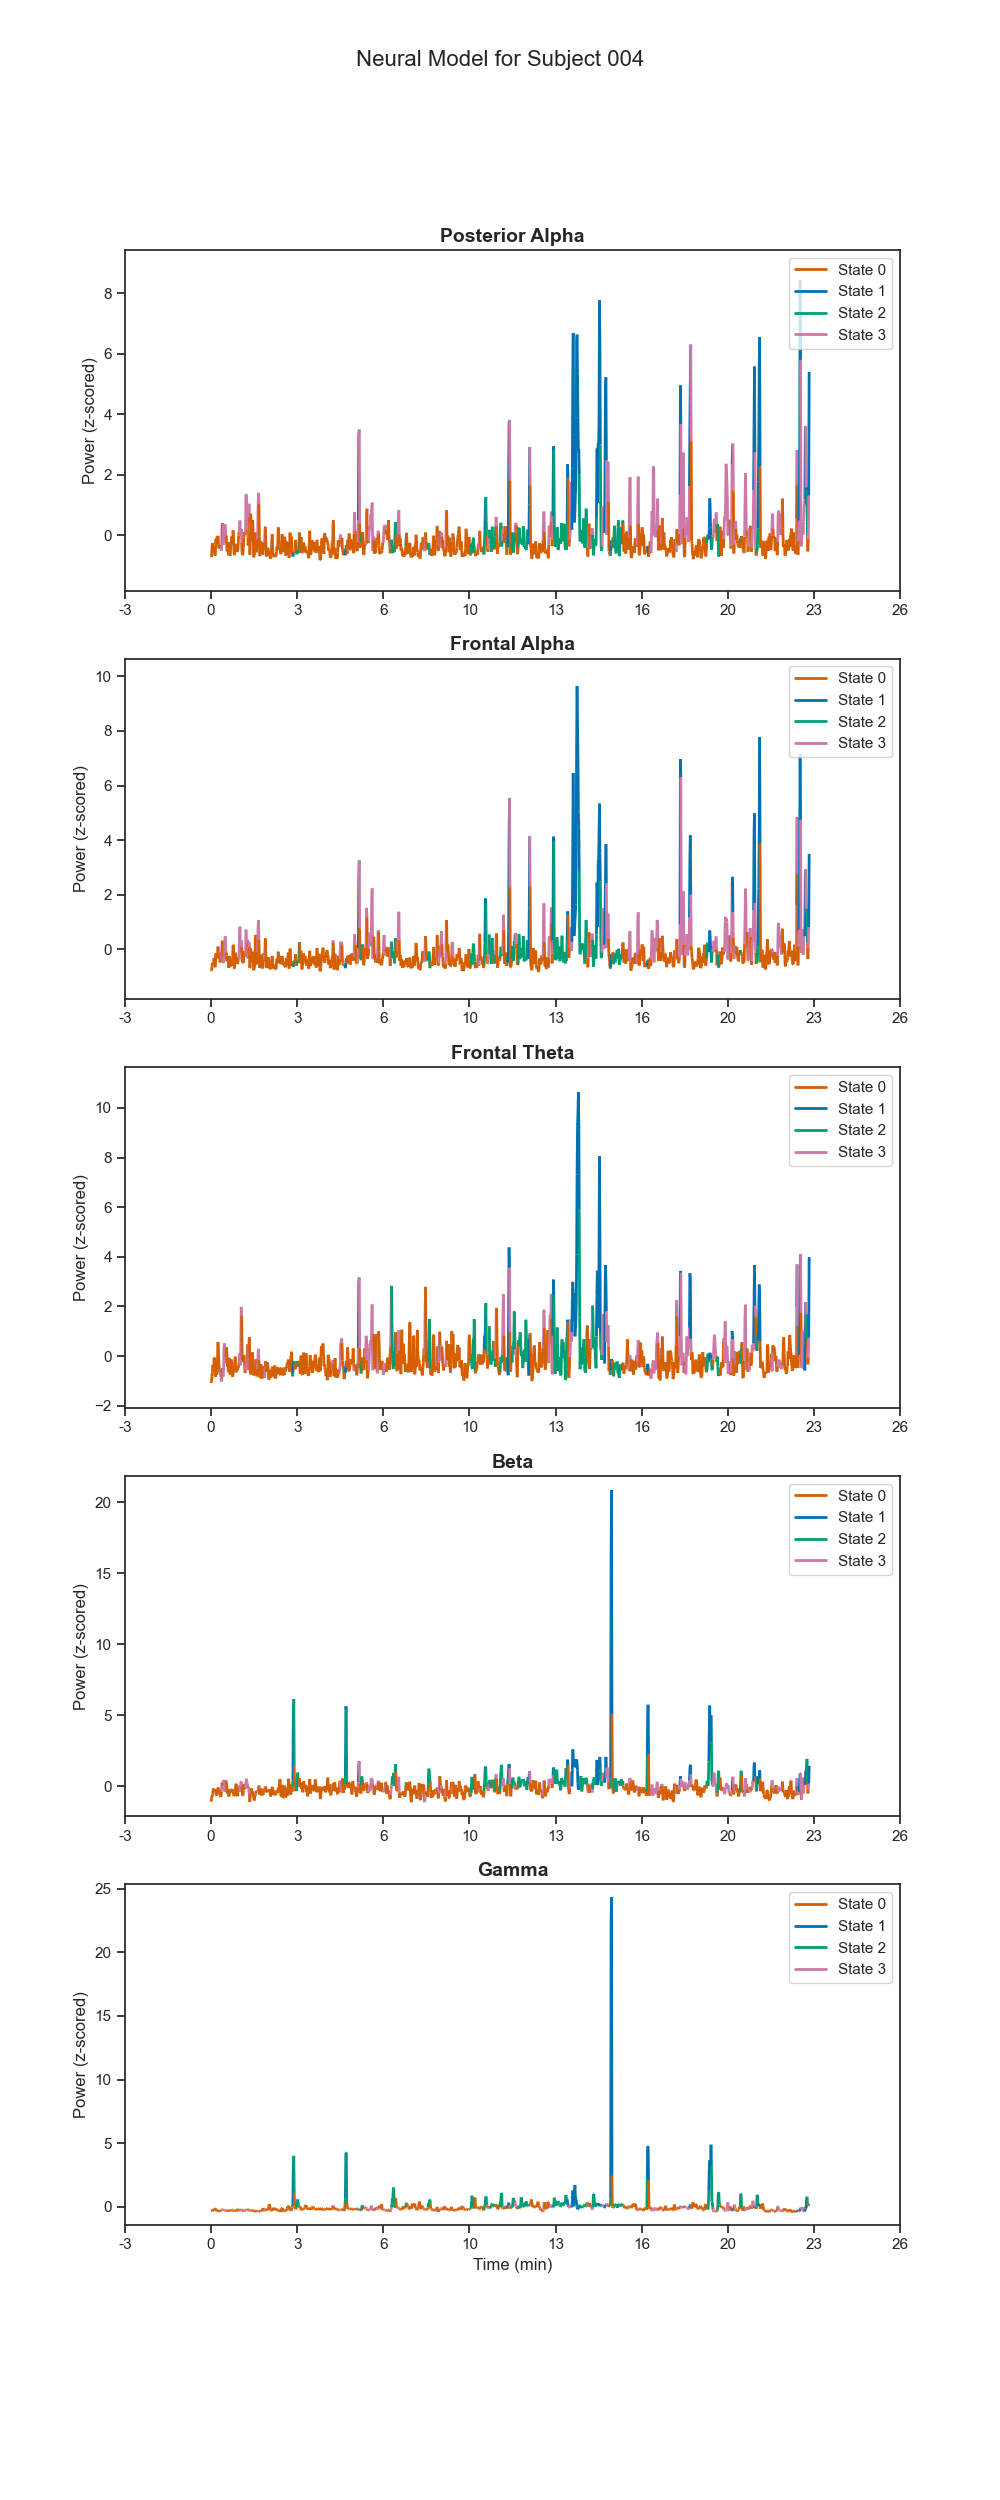 Neural Model for Subject 004
Posterior Alpha
Power (z-scored)
8
6
4
2
0
State 0
State 1
State 2
State 3
-3 0 3 6 10 13 16 20 23 26
Frontal Alpha
Power (z-scored)
10
8
6
4
2
0
State 0
State 1
State 2
State 3
-3 0 3 6 10 13 16 20 23 26
Frontal Theta
Power (z-scored)
10
8
6
4
2
0
−2
State 0
State 1
State 2
State 3
-3 0 3 6 10 13 16 20 23 26
Beta
Power (z-scored)
20
15
10
5
0
State 0
State 1
State 2
State 3
-3 0 3 6 10 13 16 20 23 26
Gamma
Power (z-scored)
25
20
15
10
5
0
State 0
State 1
State 2
State 3
-3 0 3 6 10 13 16 20 23 26
Time (min)